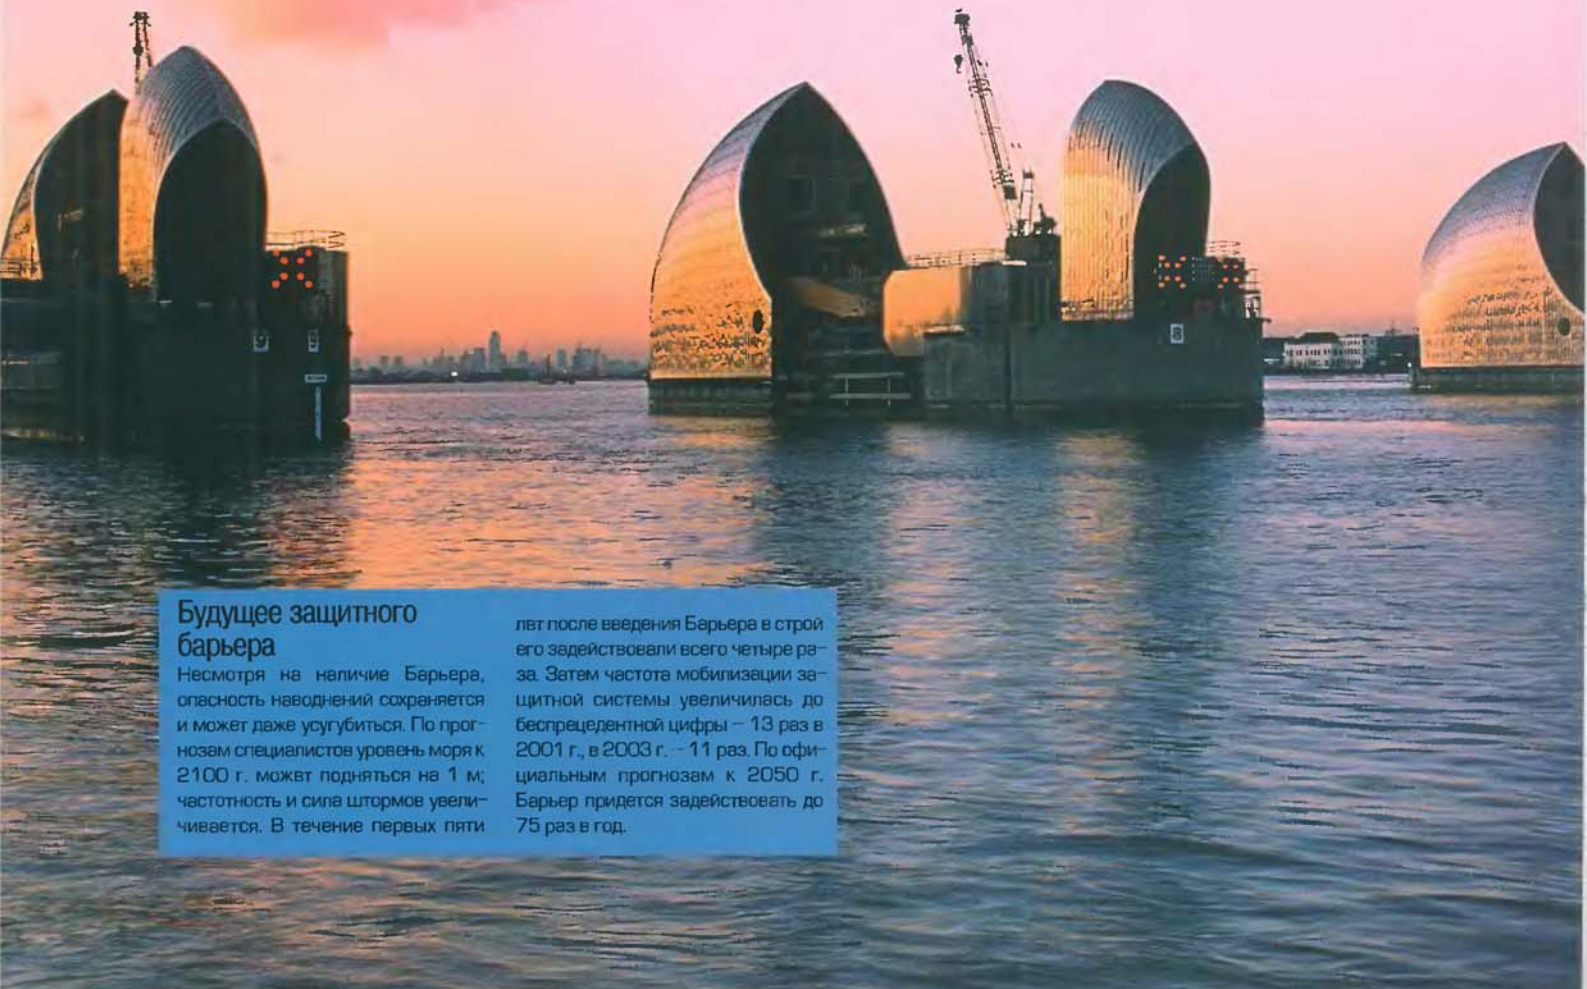 9
9
8
Будущее защитного
барьера
Несмотря на наличие Барьера,
опасность наводнений сохраняется
и может даже усугубиться. По прог-
нозам специалистов уровень моря к
2100 г. может подняться на 1 м;
частотность и сила штормов увели-
чивается. В течение первых пяти
лет после введения Барьера в строй
его задействовали всего четыре ра-
за. Затем частота мобилизации за-
щитной системы увеличилась до
беспрецедентной цифры – 13 раз в
2001 г., в 2003 г. – 11 раз. По офи-
циальным прогнозам к 2050 г.
Барьер придется задействовать до
75 раз в год.